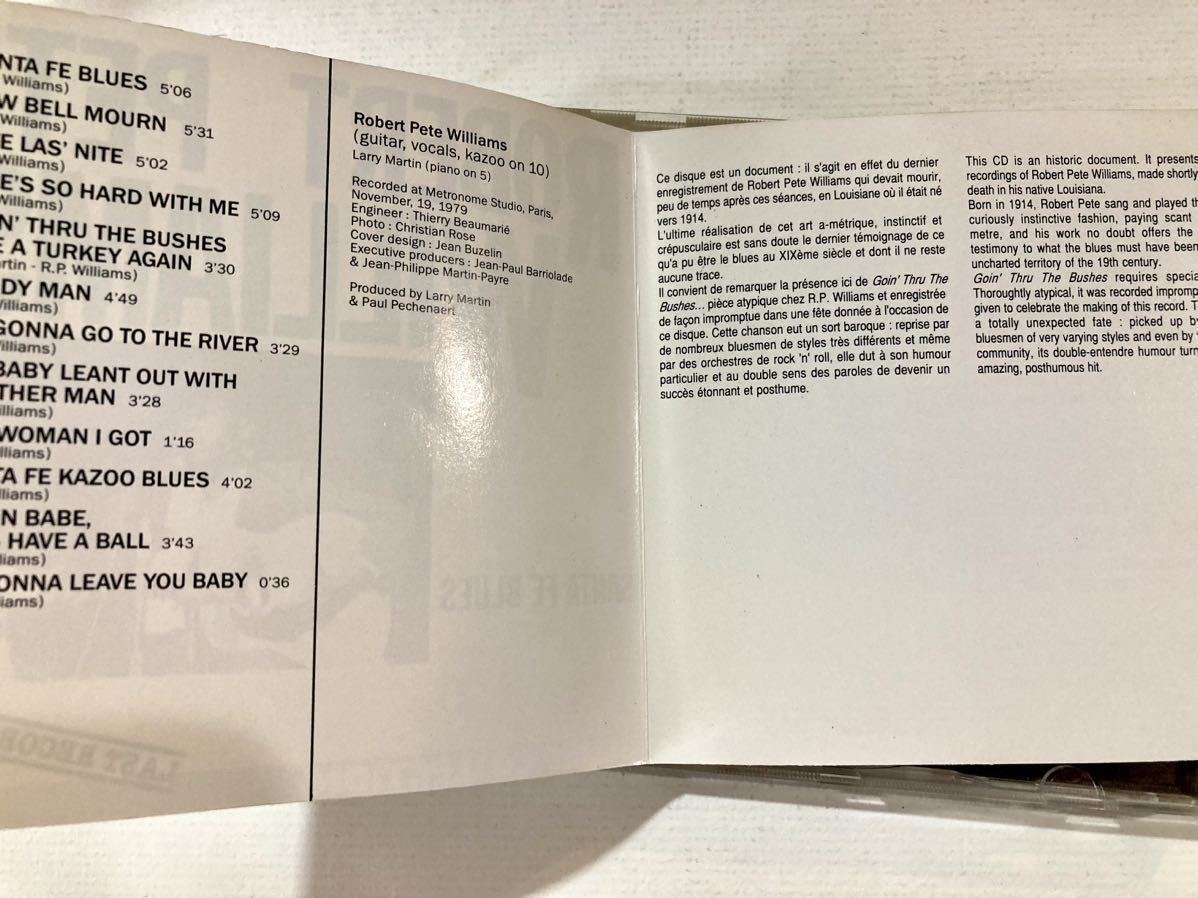 NTA FE BLUES 5'06
Williams)
W BELL MOURN 5'31
Williams)
E LAS' NITE 5'02
Williams)
E'S SO HARD WITH ME 5'09
Williams)
N' THRU THE BUSHES
E A TURKEY AGAIN 3'30
artin - R.P. Williams)
DY MAN 4'49
Williams)
GONNA GO TO THE RIVER 3'29
illiams)
BABY LEANT OUT WITH
THER MAN 3'28
illiams)
WOMAN I GOT 1'16
illiams)
TA FE KAZOO BLUES 4'02
lliams)
N BABE,
HAVE A BALL 3'43
liams)
ONNA LEAVE YOU BABY 0'36
iams)
Robert Pete Williams
(guitar, vocals, kazoo on 10)
Larry Martin (piano on 5)
Recorded at Metronome Studio, Paris,
November, 19, 1979
Engineer : Thierry Beaumarié
Photo : Christian Rose
Cover design : Jean Buzelin
Executive producers : Jean-Paul Barriolade
& Jean-Philippe Martin-Payre
Produced by Larry Martin
& Paul Pechenaert
Ce disque est un document : il s'agit en effet du dernier
enregistrement de Robert Pete Williams qui devait mourir,
peu de temps après ces séances, en Louisiane où il était né
vers 1914.
L'ultime réalisation de cet art a-métrique, instinctif et
crépusculaire est sans doute le dernier témoignage de ce
qu'a pu être le blues au XIXème siècle et dont il ne reste
aucune trace.
Il convient de remarquer la présence ici de Goin' Thru The
Bushes... pièce atypique chez R.P. Williams et enregistrée
de façon impromptue dans une fête donnée à l'occasion de
ce disque. Cette chanson eut un sort baroque : reprise par
de nombreux bluesmen de styles très différents et même
par des orchestres de rock 'n' roll, elle dut à son humour
particulier et au double sens des paroles de devenir un
succès étonnant et posthume.
This CD is an historic document. It presents
recordings of Robert Pete Williams, made shortly
death in his native Louisiana.
Born in 1914, Robert Pete sang and played th
curiously instinctive fashion, paying scant
metre, and his work no doubt offers the
testimony to what the blues must have been
uncharted territory of the 19th century.
Goin' Thru The Bushes requires special
Thoroughtly atypical, it was recorded impromp
given to celebrate the making of this record. T
a totally unexpected fate : picked up by
bluesmen of very varying styles and even by
community, its double-entendre humour turn
amazing, posthumous hit.
SANTA FE BLUES
LAST RECOR